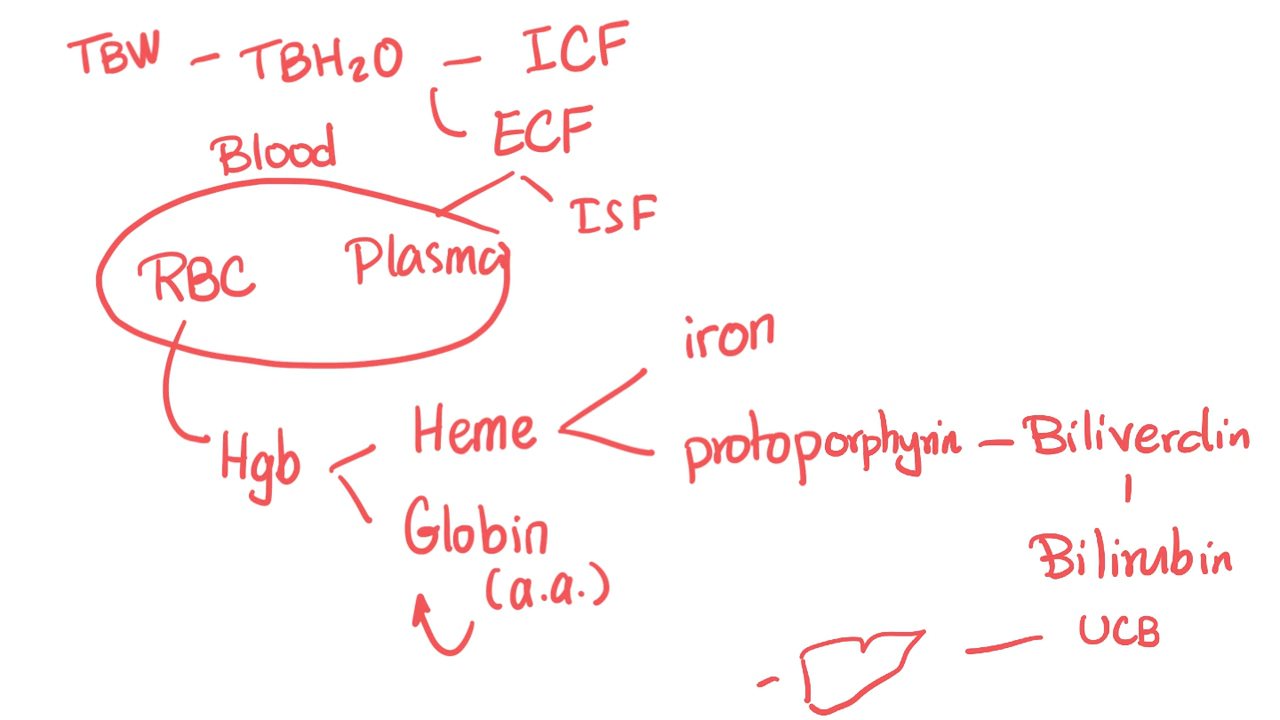 TBW – TBH₂O – ICF
ECF
Blood
ISF
RBC Plasma
iron
Heme
protoporphyrin – Biliverdin
Hgb
Globin
(a.a.)
Bilirubin
UCB